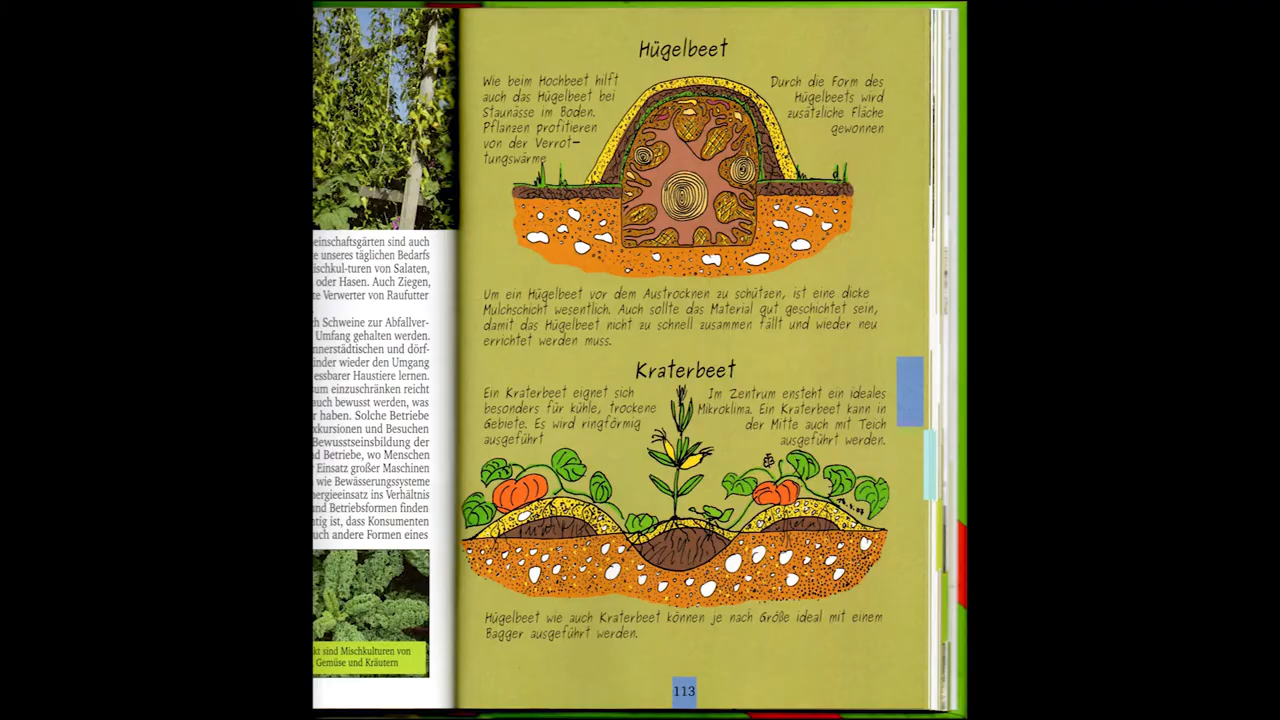 einschaftsgärten sind auch
e unseres täglichen Bedarfs
ischkul-turen von Salaten,
oder Hasen. Auch Ziegen,
te Verwerter von Raufutter
ch Schweine zur Abfallver-
Umfang gehalten werden.
nnerstädtischen und dörf-
inder wieder den Umgang
essbarer Haustiere lernen.
sum einzuschränken reicht
auch bewusst werden, was
r haben. Solche Betriebe
xkursionen und Besuchen
Bewusstseinsbildung der
nd Betriebe, wo Menschen
Einsatz großer Maschinen
wie Bewässerungssysteme
nergieeinsatz ins Verhältnis
und Betriebsformen finden
htig ist, dass Konsumenten
uch andere Formen eines
kt sind Mischkulturen von
Gemüse und Kräutern
Hügelbeet
Wie beim Hochbeet hilft
auch das Hügelbeet bei
Staunässe im Boden.
Pflanzen profitieren
von der Verrot-
tungswärme
Durch die Form des
Hügelbeets wird
zusätzliche Fläche
gewonnen
Um ein Hügelbeet vor dem Austrocknen zu schützen, ist eine dicke
Mulchschicht wesentlich. Auch sollte das Material gut geschichtet sein,
damit das Hügelbeet nicht zu schnell zusammen fällt und wieder neu
errichtet werden muss.
Kraterbeet
Ein Kraterbeet eignet sich
besonders für kühle, trockene
Gebiete. Es wird ringförmig
ausgeführt
Im Zentrum ensteht ein ideales
Mikroklima. Ein Kraterbeet kann in
der Mitte auch mit Teich
ausgeführt werden.
Hügelbeet wie auch Kraterbeet können je nach Größe ideal mit einem
Bagger ausgeführt werden.
113